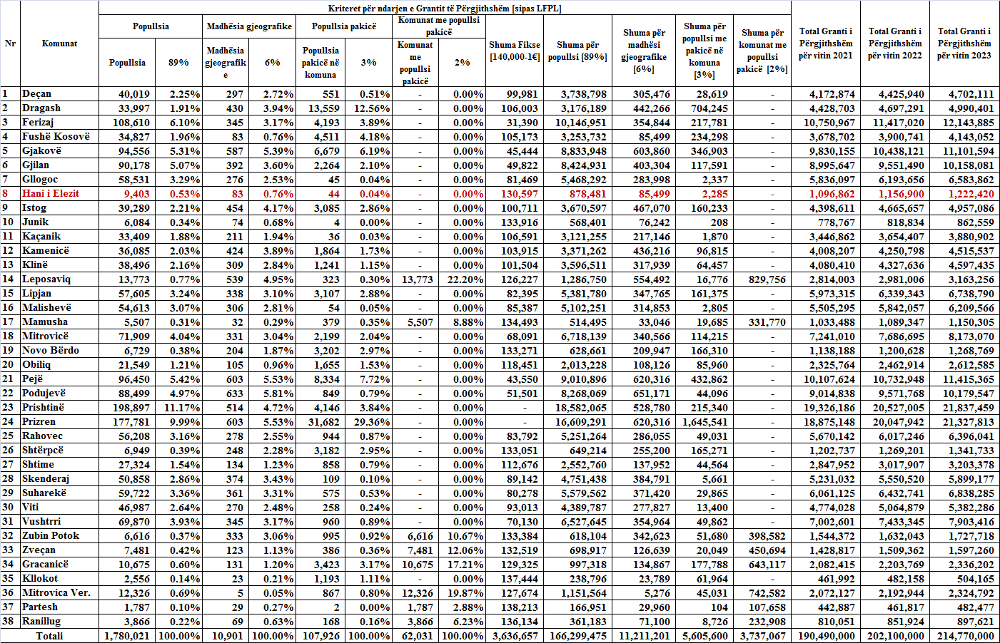 Kriteret për ndarjen e Grantit të Përgjithshëm [sipas LFPL]
Nr Komunat Popullsia Madhësia gjeografike Popullsia pakicë Komunat me popullsi pakicë Shuma Fikse [140,000-1€] Shuma për popullsi [89%] Shuma për madhësi gjeografike [6%] Shuma për popullsi me pakicë në komuna [3%] Shuma për komunat me popullsi pakicë [2%] Total Granti i Përgjithshëm për vitin 2021 Total Granti i Përgjithshëm për vitin 2022 Total Granti i Përgjithshëm për vitin 2023
Popullsia 89% Madhësia gjeografike 6% Popullsia pakicë në komuna 3% Komunat me popullsi pakicë 2%
1 Deçan 40,019 2.25% 297 2.72% 551 0.51% - 0.00% 99,981 3,738,798 305,476 28,619 - 4,172,874 4,425,940 4,702,111
2 Dragash 33,997 1.91% 430 3.94% 13,559 12.56% - 0.00% 106,003 3,176,189 442,266 704,245 - 4,428,703 4,697,291 4,990,401
3 Ferizaj 108,610 6.10% 345 3.17% 4,193 3.89% - 0.00% 31,390 10,146,951 354,844 217,781 - 10,750,967 11,417,020 12,143,885
4 Fushë Kosovë 34,827 1.96% 83 0.76% 4,511 4.18% - 0.00% 105,173 3,253,732 85,499 234,298 - 3,678,702 3,900,741 4,143,052
5 Gjakovë 94,556 5.31% 587 5.39% 6,679 6.19% - 0.00% 45,444 8,833,948 603,860 346,903 - 9,830,155 10,438,121 11,101,594
6 Gjilan 90,178 5.07% 392 3.60% 2,264 2.10% - 0.00% 49,822 8,424,931 403,304 117,591 - 8,995,647 9,551,490 10,158,081
7 Gllogoc 58,531 3.29% 276 2.53% 45 0.04% - 0.00% 81,469 5,468,292 283,998 2,337 - 5,836,097 6,193,656 6,583,862
8 Hani i Elezit 9,403 0.53% 83 0.76% 44 0.04% - 0.00% 130,597 878,481 85,499 2,285 - 1,096,862 1,156,900 1,222,420
9 Istog 39,289 2.21% 454 4.17% 3,085 2.86% - 0.00% 100,711 3,670,597 467,070 160,233 - 4,398,611 4,665,657 4,957,086
10 Junik 6,084 0.34% 74 0.68% 4 0.00% - 0.00% 133,916 568,401 76,242 208 - 778,767 818,834 862,559
11 Kaçanik 33,409 1.88% 211 1.94% 36 0.03% - 0.00% 106,591 3,121,255 217,146 1,870 - 3,446,862 3,654,407 3,880,902
12 Kamenicë 36,085 2.03% 424 3.89% 1,864 1.73% - 0.00% 103,915 3,371,262 436,216 96,815 - 4,008,207 4,250,798 4,515,537
13 Klinë 38,496 2.16% 309 2.84% 1,241 1.15% - 0.00% 101,504 3,596,511 317,939 64,457 - 4,080,410 4,327,636 4,597,435
14 Leposaviq 13,773 0.77% 539 4.95% 323 0.30% 13,773 22.20% 126,227 1,286,750 554,492 16,776 829,756 2,814,003 2,981,006 3,163,256
15 Lipjan 57,605 3.24% 338 3.10% 3,107 2.88% - 0.00% 82,395 5,381,780 347,765 161,375 - 5,973,315 6,339,343 6,738,790
16 Malishevë 54,613 3.07% 306 2.81% 54 0.05% - 0.00% 85,387 5,102,251 314,853 2,805 - 5,505,295 5,842,057 6,209,566
17 Mamusha 5,507 0.31% 32 0.29% 379 0.35% 5,507 8.88% 134,493 514,495 33,046 19,685 331,770 1,033,488 1,089,347 1,150,305
18 Mitrovicë 71,909 4.04% 331 3.04% 2,199 2.04% - 0.00% 68,091 6,718,139 340,566 114,215 - 7,241,010 7,686,695 8,173,070
19 Novo Bërdo 6,729 0.38% 204 1.87% 3,202 2.97% - 0.00% 133,271 628,661 209,947 166,310 - 1,138,188 1,200,628 1,268,769
20 Obiliq 21,549 1.21% 105 0.96% 1,655 1.53% - 0.00% 118,451 2,013,228 108,126 85,960 - 2,325,764 2,462,914 2,612,585
21 Pejë 96,450 5.42% 603 5.53% 8,334 7.72% - 0.00% 43,550 9,010,896 620,316 432,862 - 10,107,624 10,732,948 11,415,365
22 Podujevë 88,499 4.97% 633 5.81% 849 0.79% - 0.00% 51,501 8,268,069 651,171 44,096 - 9,014,838 9,571,768 10,179,547
23 Prishtinë 198,897 11.17% 514 4.72% 4,146 3.84% - 0.00% - 18,582,065 528,780 215,340 - 19,326,186 20,527,005 21,837,459
24 Prizren 177,781 9.99% 603 5.53% 31,682 29.36% - 0.00% - 16,609,291 620,316 1,645,541 - 18,875,148 20,047,942 21,327,813
25 Rahovec 56,208 3.16% 278 2.55% 944 0.87% - 0.00% 83,792 5,251,264 286,055 49,031 - 5,670,142 6,017,246 6,396,041
26 Shtërpcë 6,949 0.39% 248 2.28% 3,182 2.95% - 0.00% 133,051 649,214 255,200 165,271 - 1,202,737 1,269,201 1,341,733
27 Shtime 27,324 1.54% 134 1.23% 858 0.79% - 0.00% 112,676 2,552,760 137,952 44,564 - 2,847,952 3,017,907 3,203,378
28 Skenderaj 50,858 2.86% 374 3.43% 109 0.10% - 0.00% 89,142 4,751,438 384,791 5,661 - 5,231,032 5,550,520 5,899,177
29 Suharekë 59,722 3.36% 361 3.31% 575 0.53% - 0.00% 80,278 5,579,562 371,420 29,865 - 6,061,125 6,432,741 6,838,285
30 Viti 46,987 2.64% 270 2.48% 258 0.24% - 0.00% 93,013 4,389,787 277,827 13,400 - 4,774,028 5,064,879 5,382,286
31 Vushtrri 69,870 3.93% 345 3.17% 960 0.89% - 0.00% 70,130 6,527,645 354,964 49,862 - 7,002,601 7,433,345 7,903,416
32 Zubin Potok 6,616 0.37% 333 3.06% 995 0.92% 6,616 10.67% 133,384 618,104 342,623 51,680 398,582 1,544,372 1,632,043 1,727,718
33 Zveçan 7,481 0.42% 123 1.13% 386 0.36% 7,481 12.06% 132,519 698,917 126,639 20,049 450,694 1,428,817 1,509,362 1,597,260
34 Gracanicë 10,675 0.60% 131 1.20% 3,423 3.17% 10,675 17.21% 129,325 997,318 134,867 177,788 643,117 2,082,415 2,203,769 2,336,202
35 Kllokot 2,556 0.14% 23 0.21% 1,193 1.11% - 0.00% 137,444 238,796 23,789 61,964 - 461,992 482,158 504,165
36 Mitrovica Ver. 12,326 0.69% 5 0.05% 867 0.80% 12,326 19.87% 127,674 1,151,564 5,276 45,031 742,582 2,072,127 2,192,944 2,324,792
37 Partesh 1,787 0.10% 29 0.27% 2 0.00% 1,787 2.88% 138,213 166,951 29,960 104 107,658 442,887 461,817 482,477
38 Ranillug 3,866 0.22% 69 0.63% 168 0.16% 3,866 6.23% 136,134 361,183 71,100 8,726 232,908 810,051 851,924 897,621
Totali 1,780,021 100.00% 10,901 100.00% 107,926 100.00% 62,031 100.00% 3,636,657 166,299,475 11,211,201 5,605,600 3,737,067 190,490,000 202,100,000 214,770,000